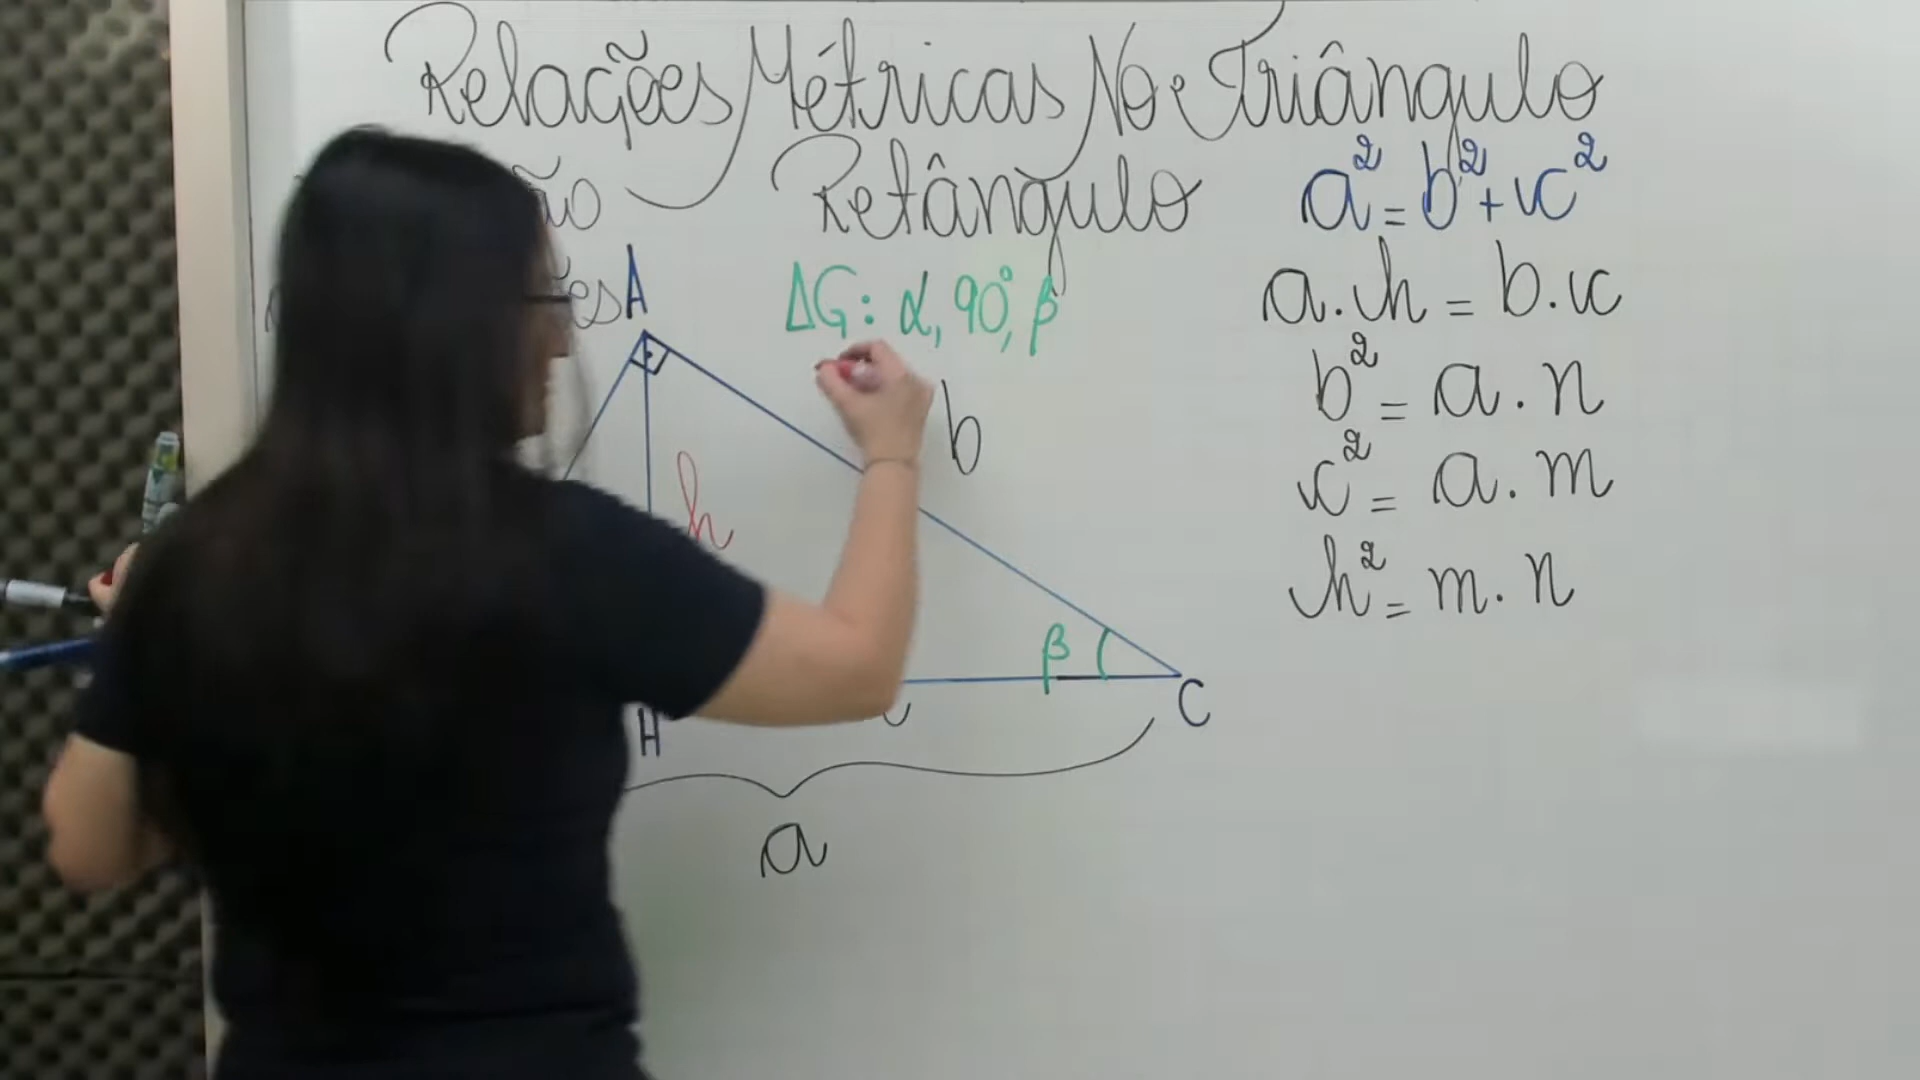 Relações Métricas No Triângulo
Retângulo
a² = b² + c²
A
ΔG: α, 90°, β
a.h = b.c
b
b² = a.n
h
c² = a.m
h² = m.n
β
C
H
a